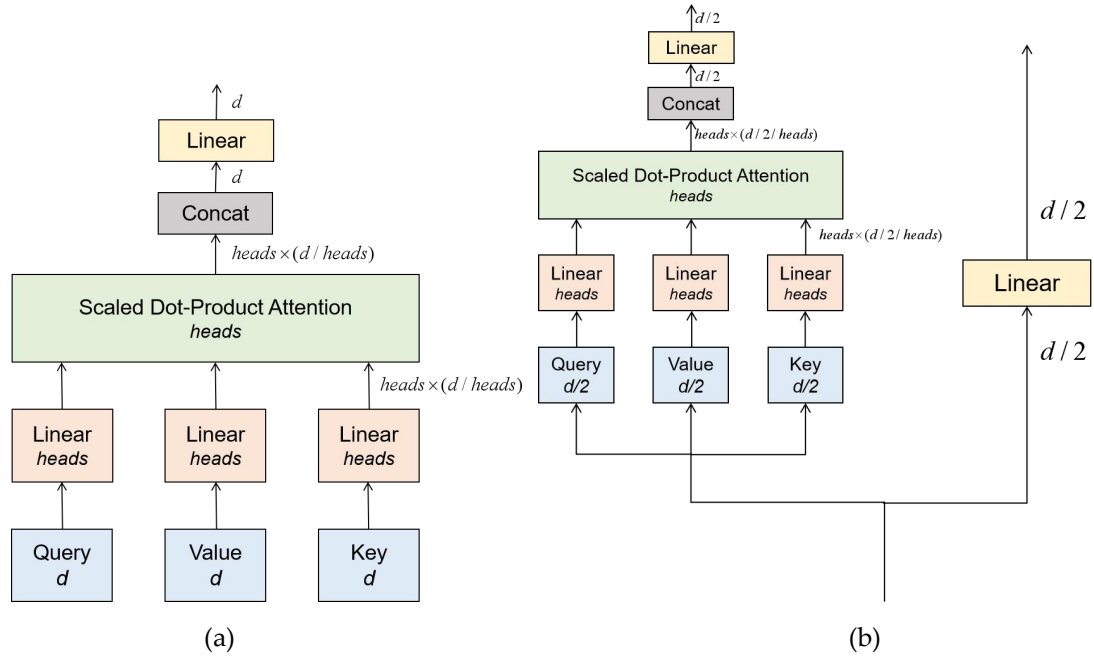 d
Linear
d
Concat
heads×(d / heads)
Scaled Dot-Product Attention
heads
heads×(d / heads)
Linear
heads
Linear
heads
Linear
heads
Query
d
Value
d
Key
d
(a)
d/2
Linear
d/2
Concat
heads×(d / 2 / heads)
Scaled Dot-Product Attention
heads
heads×(d / 2 / heads)
Linear
heads
Linear
heads
Linear
heads
Query
d/2
Value
d/2
Key
d/2
d / 2
Linear
d / 2
(b)